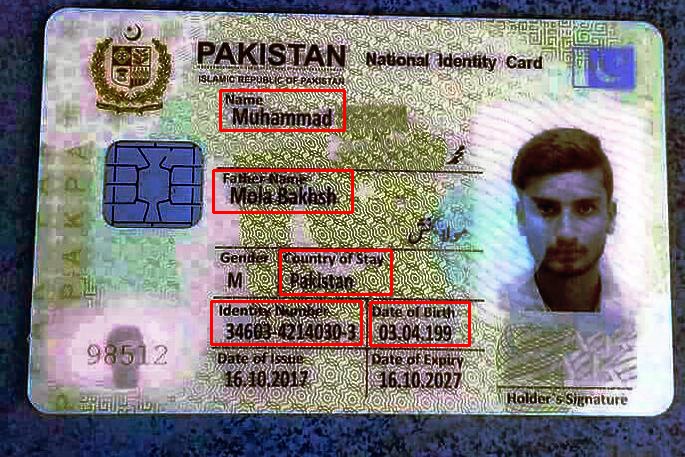 PAKISTAN National Identity Card
ISLAMIC REPUBLIC OF PAKISTAN
Name
Muhammad
Father Name
Mola Bakhsh
مولا بخش
Gender Country of Stay
M Pakistan
Identity Number Date of Birth
34603-4214030-3 03.04.199
98512
Date of Issue Date of Expiry
16.10.2017 16.10.2027
Holder's Signature